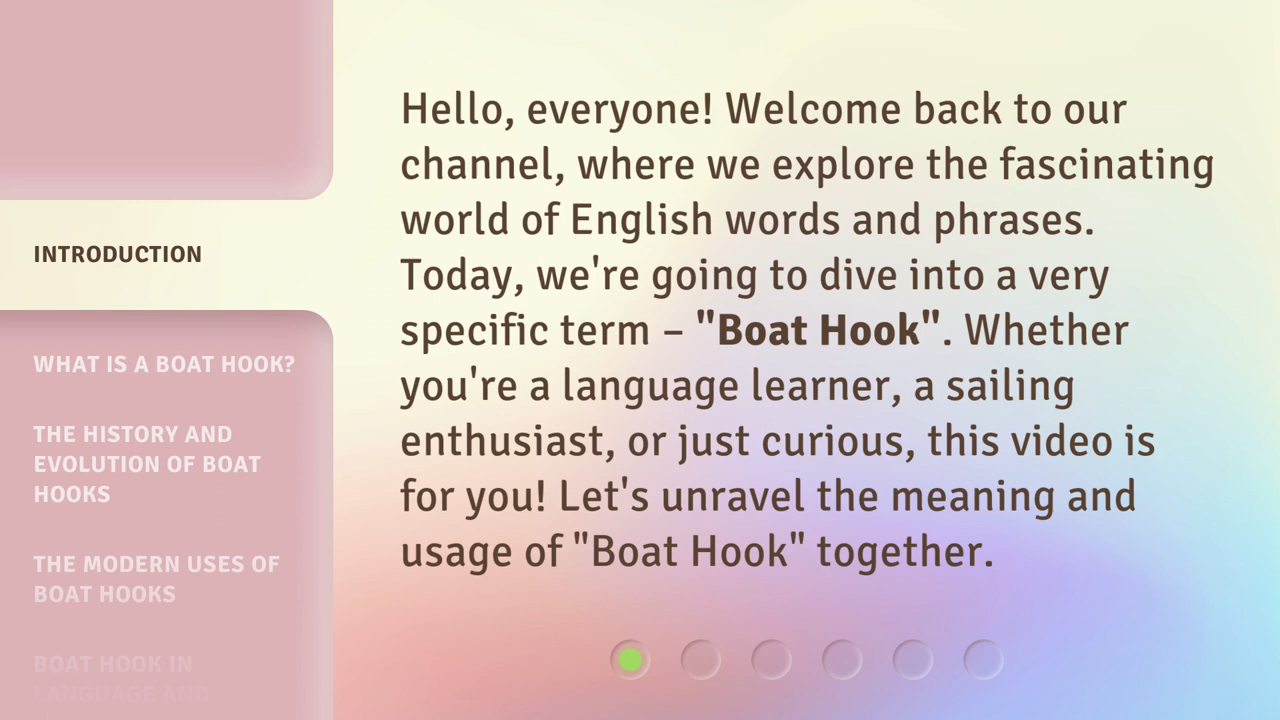 INTRODUCTION
WHAT IS A BOAT HOOK?
THE HISTORY AND
EVOLUTION OF BOAT
HOOKS
THE MODERN USES OF
BOAT HOOKS
BOAT HOOK IN
LANGUAGE AND
Hello, everyone! Welcome back to our
channel, where we explore the fascinating
world of English words and phrases.
Today, we're going to dive into a very
specific term – "Boat Hook". Whether
you're a language learner, a sailing
enthusiast, or just curious, this video is
for you! Let's unravel the meaning and
usage of "Boat Hook" together.